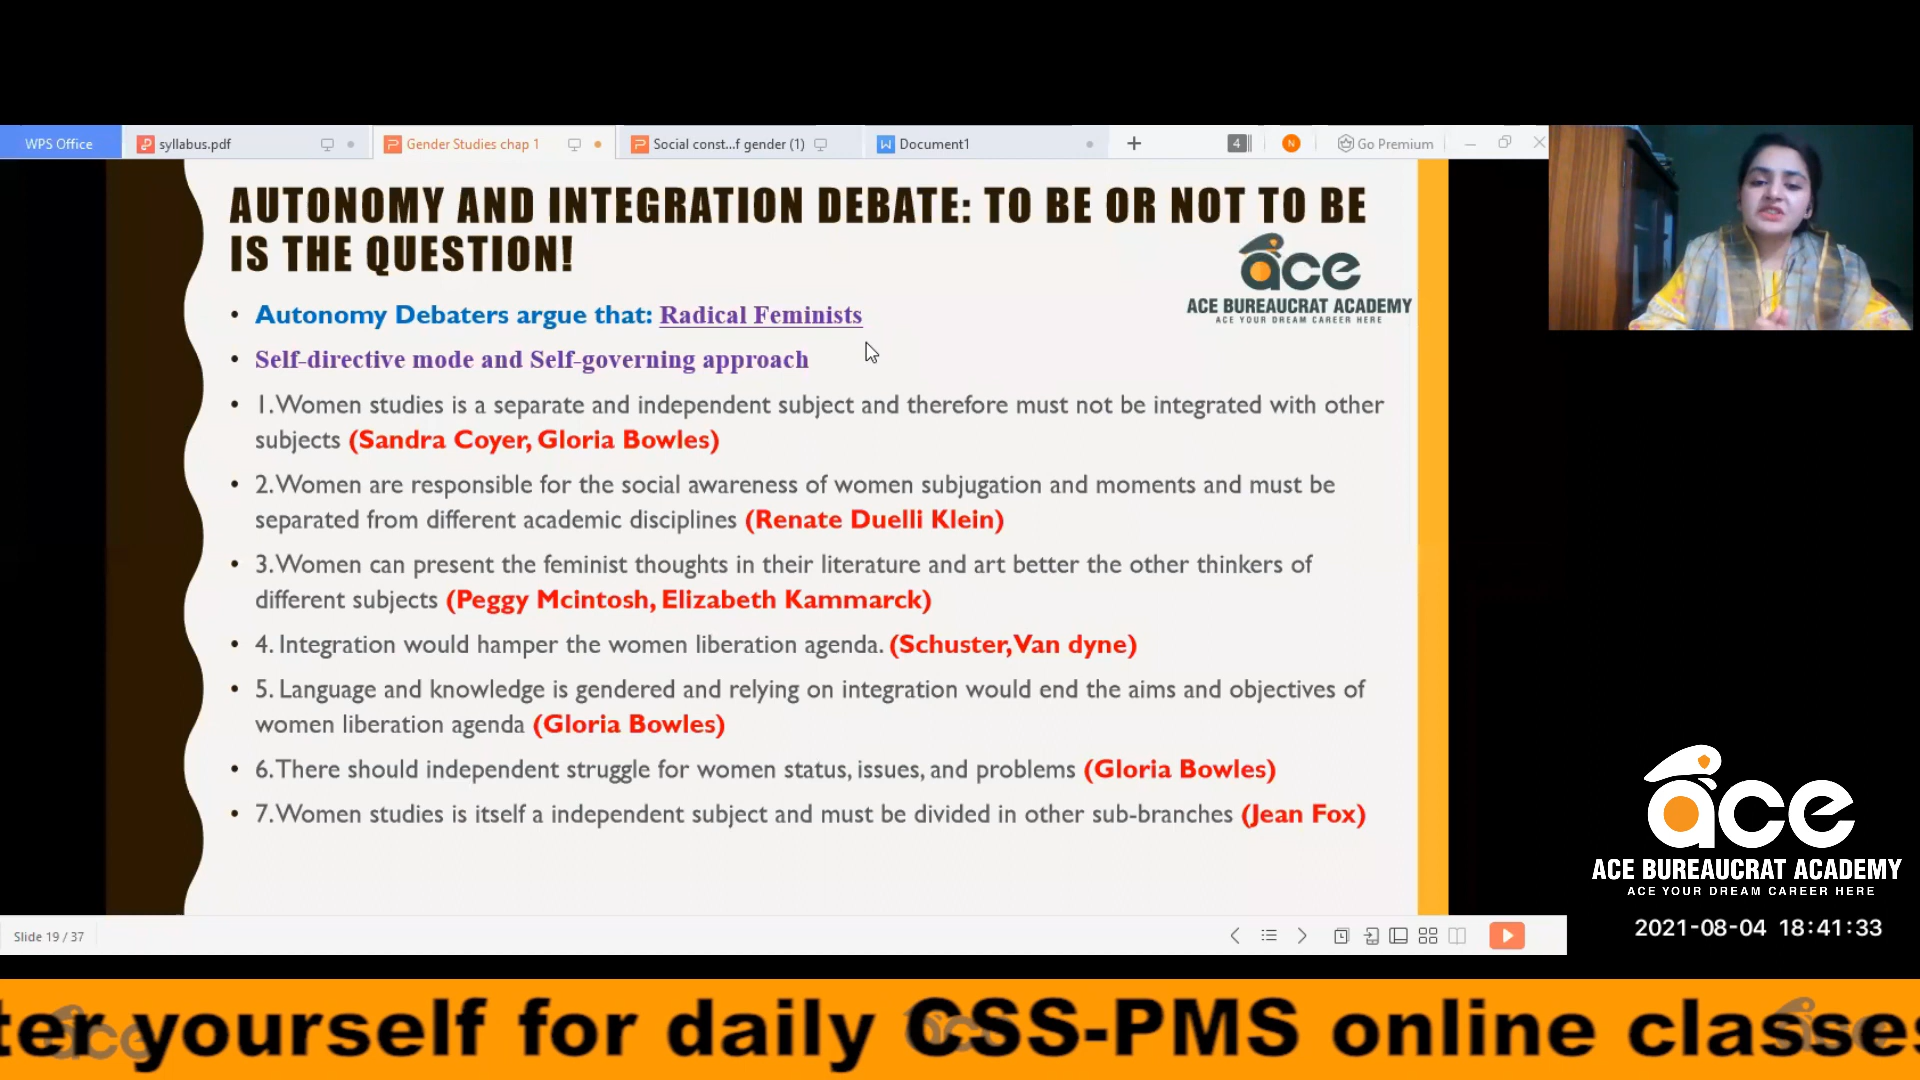 WPS Office
syllabus.pdf
Gender Studies chap 1
Social const...f gender (1)
Document1
4
N
Go Premium
AUTONOMY AND INTEGRATION DEBATE: TO BE OR NOT TO BE
IS THE QUESTION!
ace
ACE BUREAUCRAT ACADEMY
ACE YOUR DREAM CAREER HERE
• Autonomy Debaters argue that: Radical Feminists
• Self-directive mode and Self-governing approach
• 1.Women studies is a separate and independent subject and therefore must not be integrated with other
subjects (Sandra Coyer, Gloria Bowles)
• 2.Women are responsible for the social awareness of women subjugation and moments and must be
separated from different academic disciplines (Renate Duelli Klein)
• 3.Women can present the feminist thoughts in their literature and art better the other thinkers of
different subjects (Peggy Mcintosh, Elizabeth Kammarck)
• 4. Integration would hamper the women liberation agenda. (Schuster,Van dyne)
• 5. Language and knowledge is gendered and relying on integration would end the aims and objectives of
women liberation agenda (Gloria Bowles)
• 6.There should independent struggle for women status, issues, and problems (Gloria Bowles)
• 7.Women studies is itself a independent subject and must be divided in other sub-branches (Jean Fox)
Slide 19 / 37
ace
ACE BUREAUCRAT ACADEMY
ACE YOUR DREAM CAREER HERE
2021-08-04 18:41:33
ter yourself for daily CSS-PMS online classes